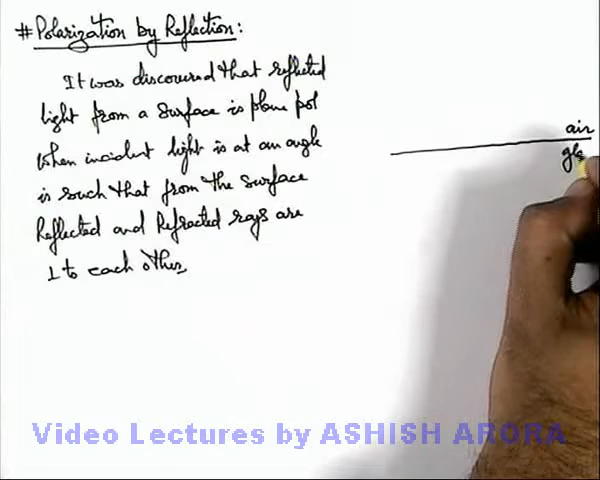 # Polarization by Reflection:
It was discovered that reflected
light from a surface is plane pol
when incident light is at an angle
is such that from the surface
Reflected and Refracted rays are
⊥ to each other
air
gls
Video Lectures by ASHISH ARORA